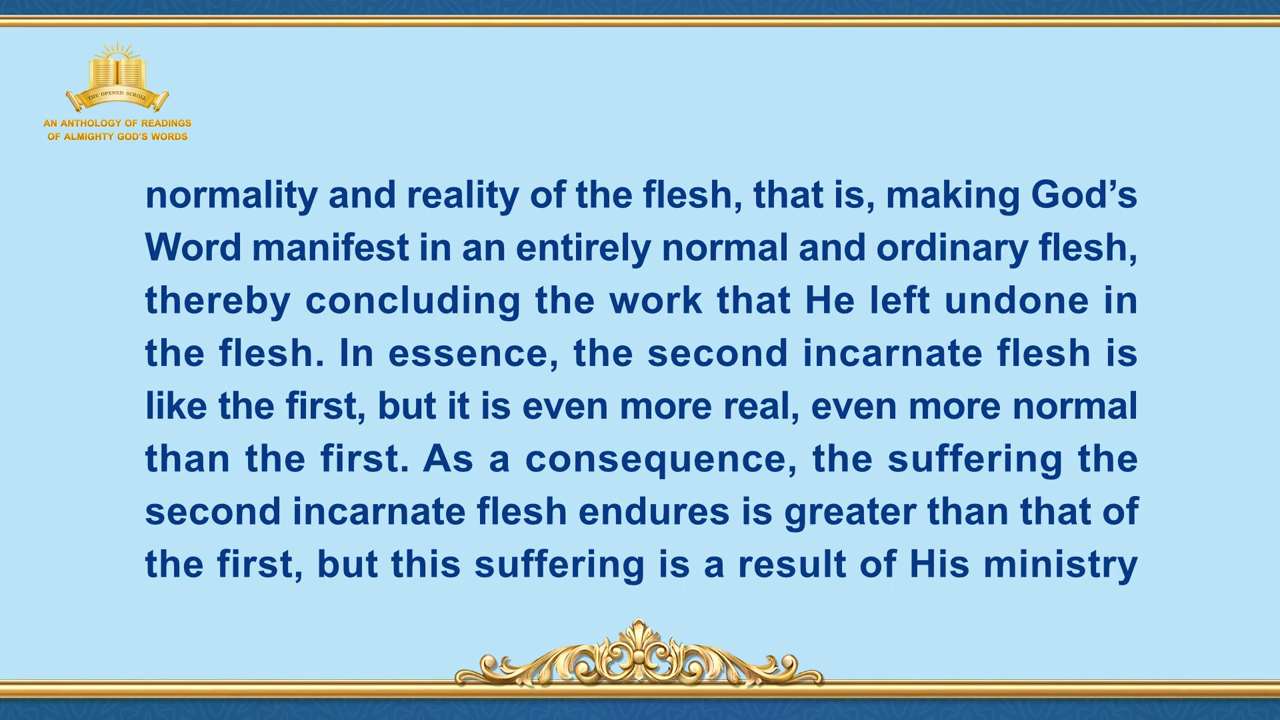 THE OPENED SCROLL
AN ANTHOLOGY OF READINGS
OF ALMIGHTY GOD'S WORDS
normality and reality of the flesh, that is, making God’s
Word manifest in an entirely normal and ordinary flesh,
thereby concluding the work that He left undone in
the flesh. In essence, the second incarnate flesh is
like the first, but it is even more real, even more normal
than the first. As a consequence, the suffering the
second incarnate flesh endures is greater than that of
the first, but this suffering is a result of His ministry